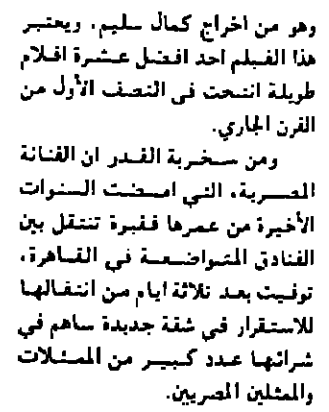 وهو من اخراج كمال سليم. ويعتبر
هذا الفيلم احد افضل عشرة افلام
طويلة انتجت في النصف الأول من
القرن الجاري.
ومن سخرية القدر ان الفنانة
المصرية، التي امضت السنوات
الأخيرة من عمرها فقيرة تنتقل بين
الفنادق المتواضعة في القاهرة،
توفيت بعد ثلاثة ايام من انتقالها
للاستقرار في شقة جديدة ساهم في
شرائها عدد كبير من الممثلات
والممثلين المصريين.